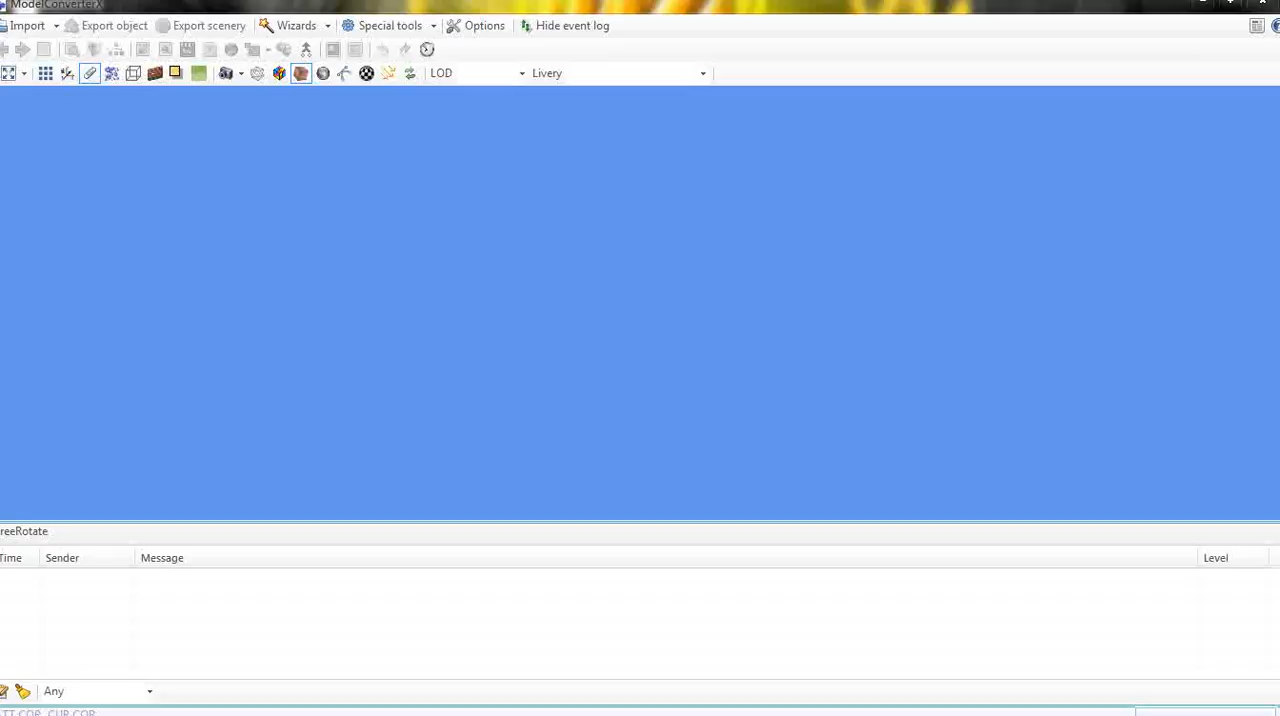 ModelConverterX
Import Export object Export scenery Wizards Special tools Options Hide event log
LOD Livery
reeRotate
Time Sender Message Level
Any